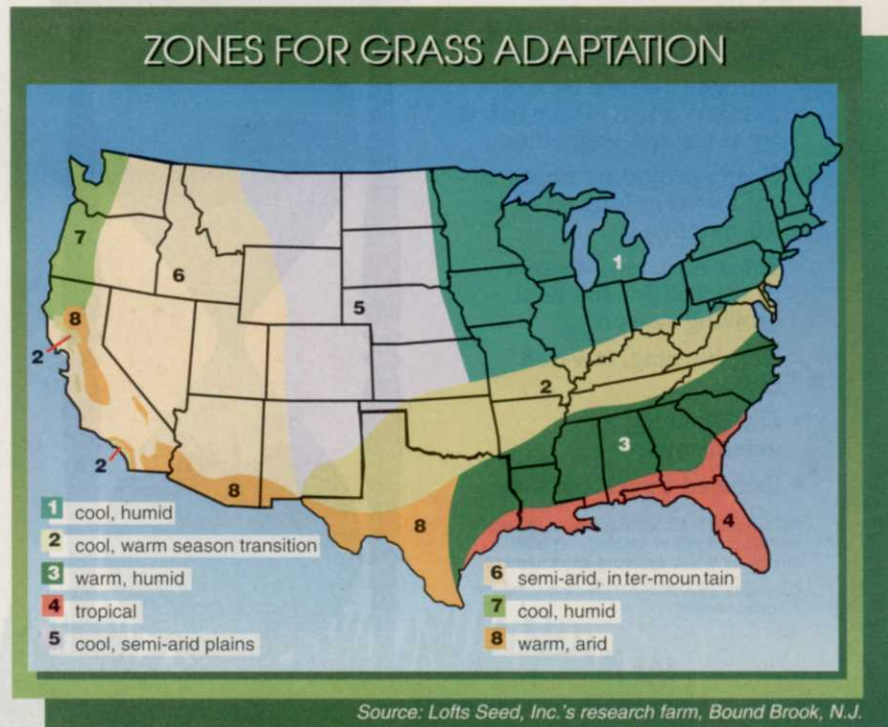 ZONES FOR GRASS ADAPTATION
7
6
8
2
2
8
5
1
2
3
8
4
1 cool, humid
2 cool, warm season transition
3 warm, humid
4 tropical
5 cool, semi-arid plains
6 semi-arid, inter-mountain
7 cool, humid
8 warm, arid
Source: Lofts Seed, Inc.'s research farm, Bound Brook, N.J.